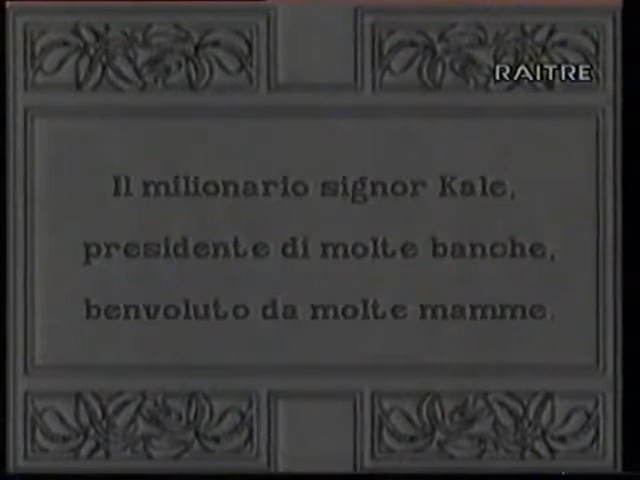 RAITRE
Il milionario signor Kale,
presidente di molte banche,
benvoluto da molte mamme.